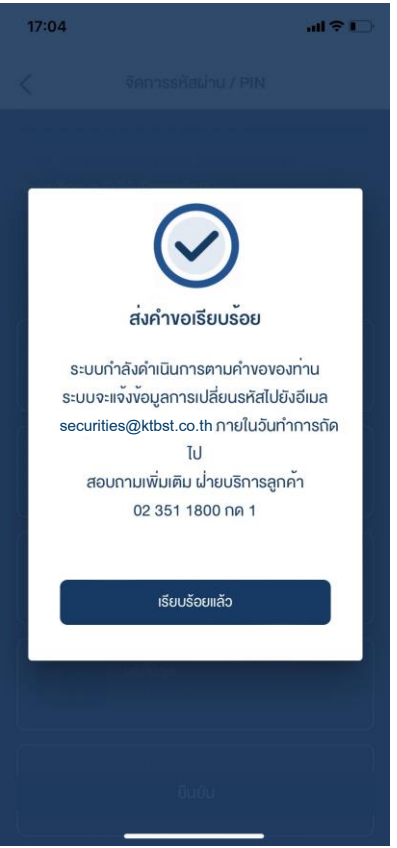 17:04
จัดการรหัสผ่าน / PIN
ส่งคำขอเรียบร้อย
ระบบกำลังดำเนินการตามคำขอของท่าน
ระบบจะแจ้งข้อมูลการเปลี่ยนรหัสไปยังอีเมล
securities@ktbst.co.th ภายในวันทำการถัด
ไป
สอบถามเพิ่มเติม ฝ่ายบริการลูกค้า
02 351 1800 กด 1
เรียบร้อยแล้ว
ยืนยัน